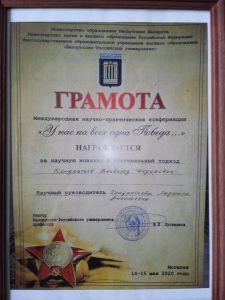 Министерство образования Республики Беларусь
Министерство науки и высшего образования Российской Федерации
Межгосударственное образовательное учреждение высшего образования
«Белорусско-Российский университет»
ГРАМОТА
Международная научно-практическая конференция
«У нас на всех одна Победа...»
НАГРАЖДАЕТСЯ
за научную новизну и оригинальный подход
Научный руководитель
Ректор
Белорусско-Российского университета
профессор
М.Е. Лустенков
Могилев
14-15 мая 2020 года